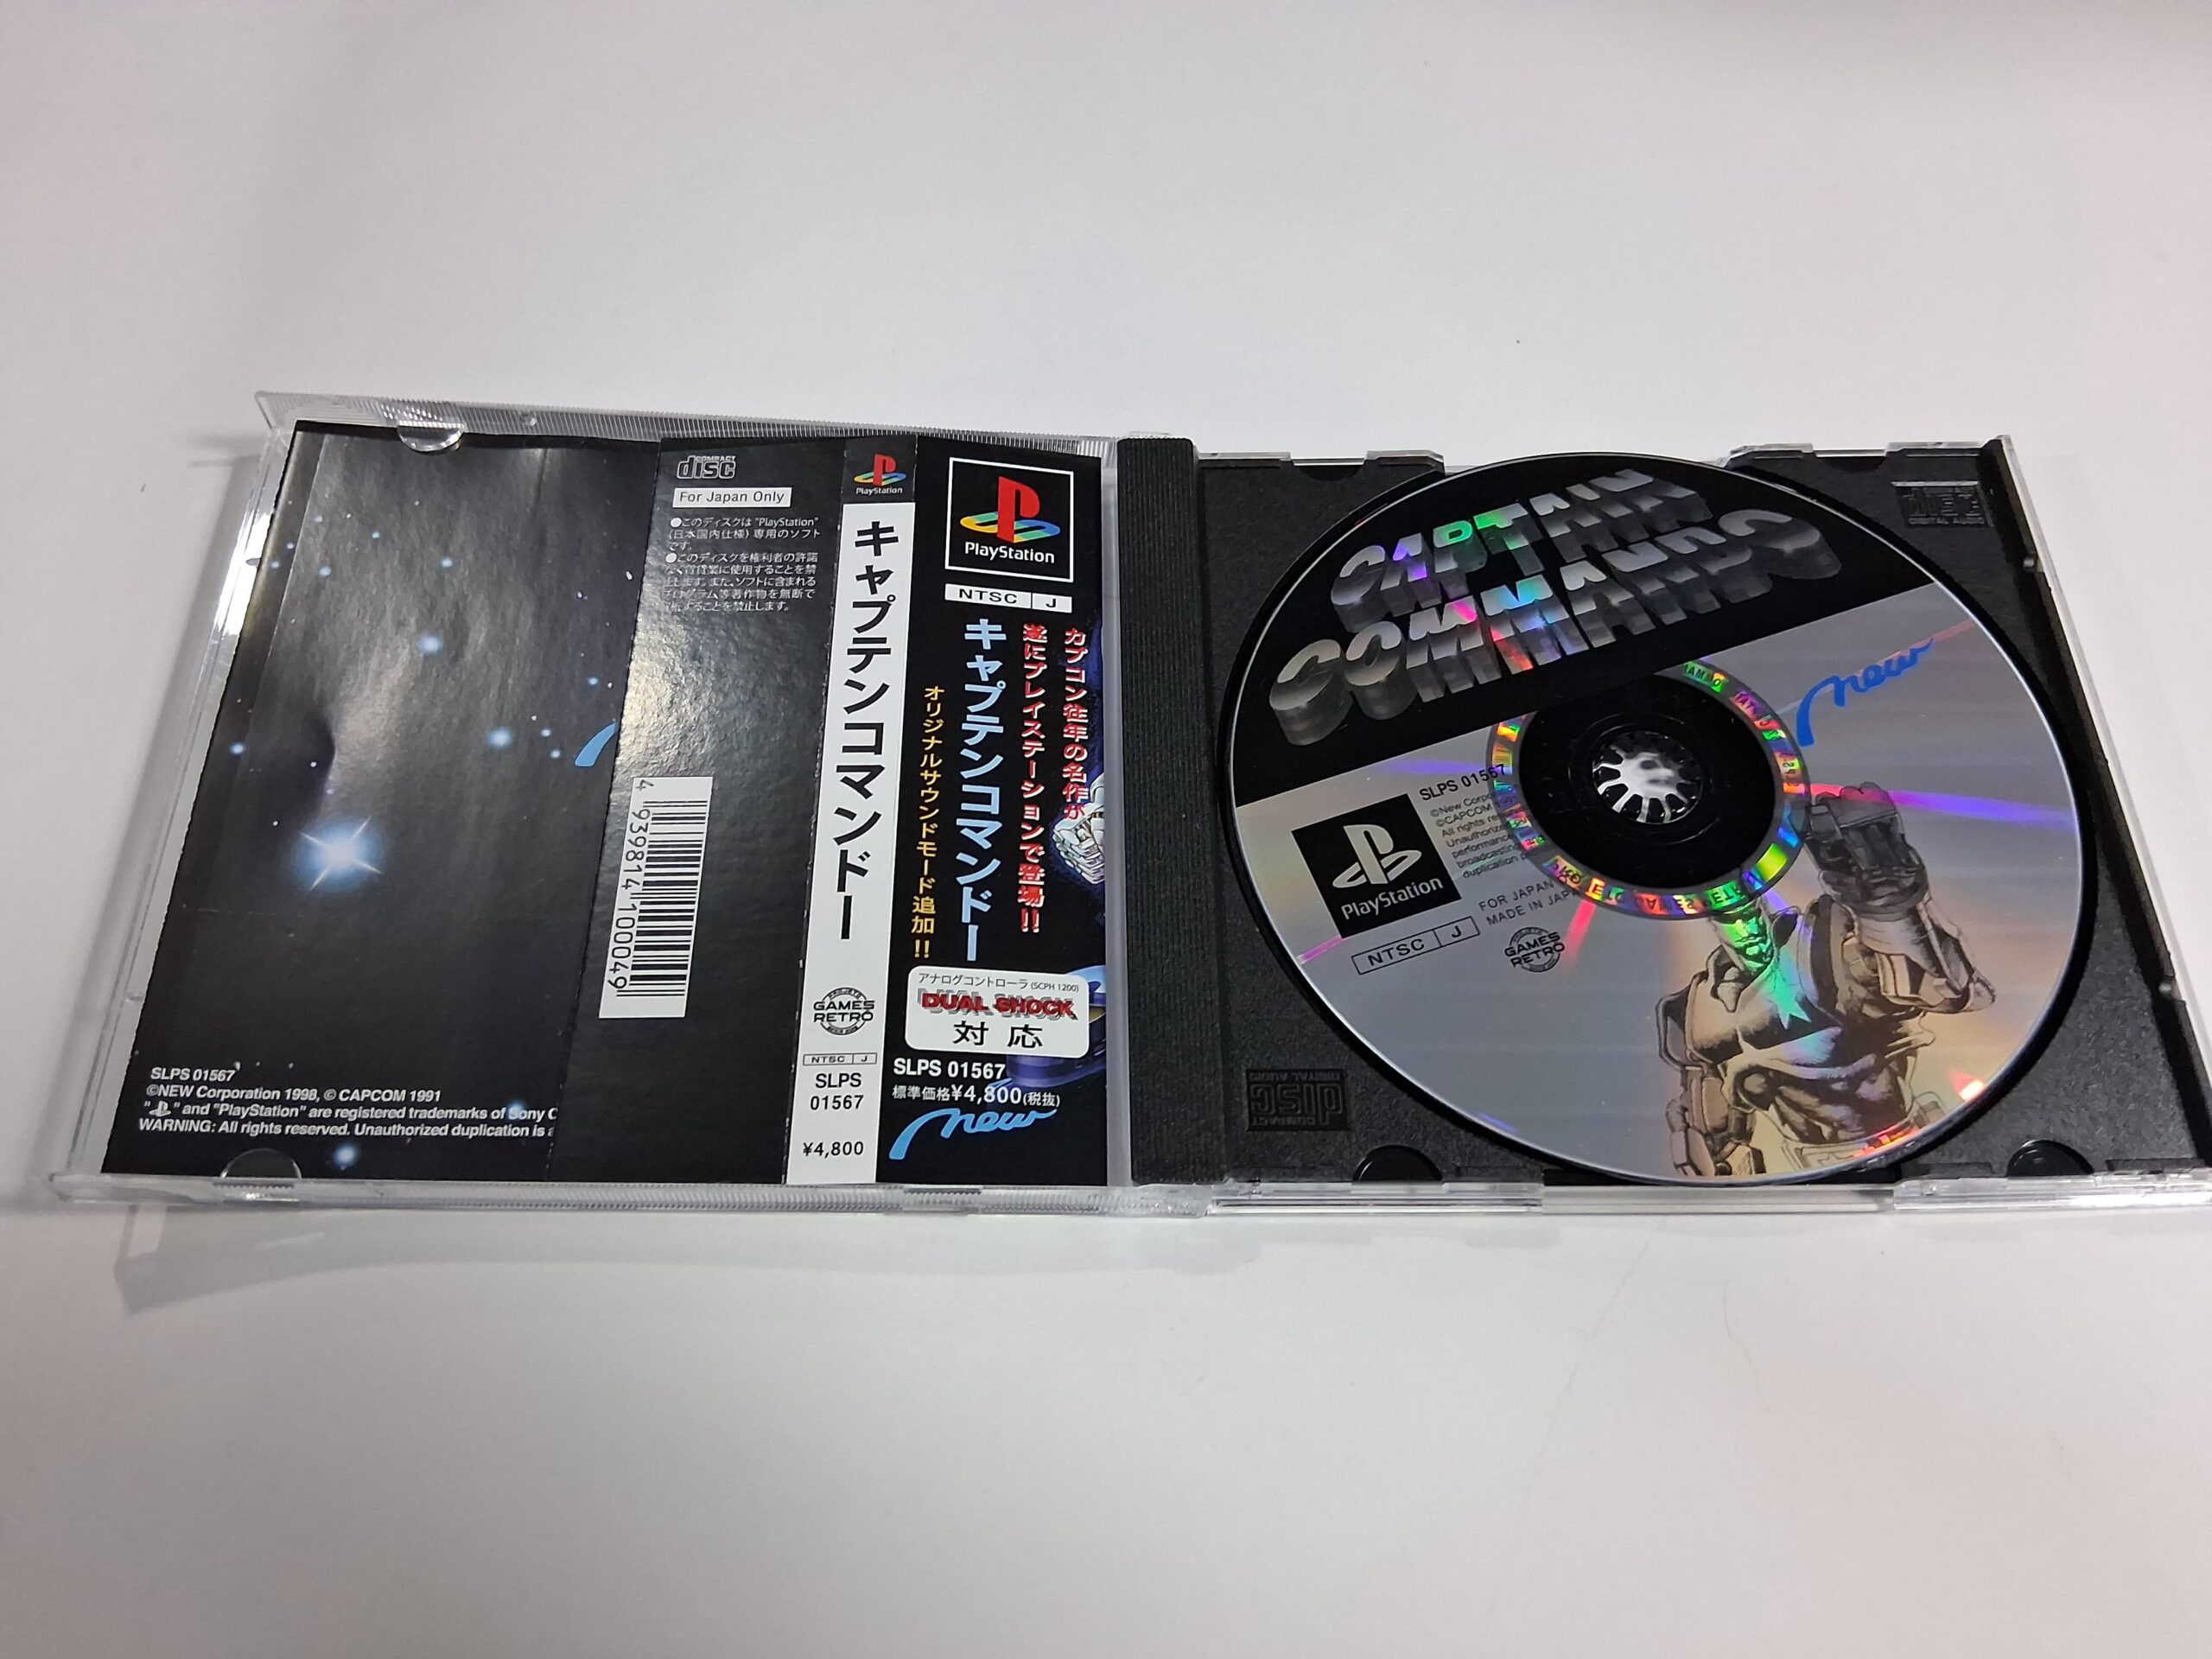 SLPS 01567
©NEW Corporation 1998, © CAPCOM 1991
" " and "PlayStation" are registered trademarks of Sony C
WARNING: All rights reserved. Unauthorized duplication is a
COMPACT
disc
For Japan Only
●このディスクは "PlayStation"
(日本国内仕様) 専用のソフト
です。
●このディスクを権利者の許諾
4 939814 100049
PlayStation
キャプテンコマンドー
GAMES
RETRO
NTSC J
SLPS
01567
¥4,800
PlayStation
NTSC J
カプコン往年の名作が
遂にプレイステーションで登場!!
キャプテンコマンドー
オリジナルサウンドモード追加!!
アナログコントローラ (SCPH 1200)
DUAL SHOCK
対応
SLPS 01567
標準価格¥4,800(税抜)
new
CAPTAIN
COMMANDO
new
SLPS 01567
©CAPCOM
All rights
PlayStation
FOR JAPAN
MADE IN
NTSC J
GAMES
RETRO
disc
DIGITAL AUDIO
COMPACT
disc
DIGITAL AUDIO